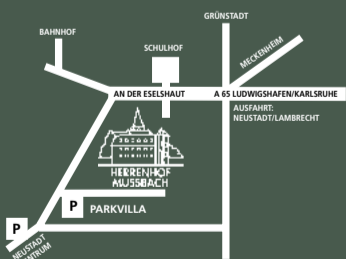 GRÜNSTADT
BAHNHOF
SCHULHOF
MECKENHEIM
AN DER ESELSHAUT
A 65 LUDWIGSHAFEN/KARLSRUHE
AUSFAHRT:
NEUSTADT/LAMBRECHT
HERRENHOF
MUSSBACH
P
PARKVILLA
P
NEUSTADT
ZENTRUM